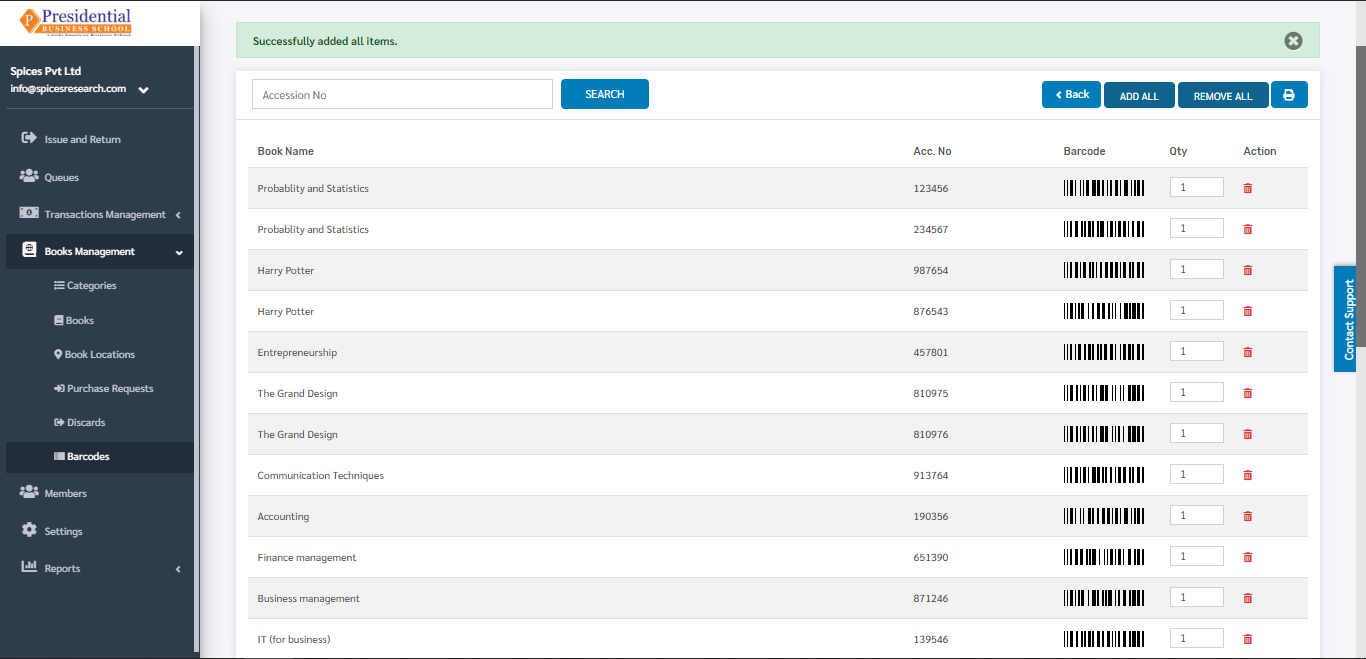 Presidential
BUSINESS SCHOOL
Spices Pvt Ltd
info@spicesresearch.com
Issue and Return
Queues
Transactions Management
Books Management
Categories
Books
Book Locations
Purchase Requests
Discards
Barcodes
Members
Settings
Reports
Successfully added all items.
Accession No
SEARCH
Back
ADD ALL
REMOVE ALL
Book Name Acc. No Barcode Qty Action
Probablity and Statistics 123456 1
Probablity and Statistics 234567 1
Harry Potter 987654 1
Harry Potter 876543 1
Entrepreneurship 457801 1
The Grand Design 810975 1
The Grand Design 810976 1
Communication Techniques 913764 1
Accounting 190356 1
Finance management 651390 1
Business management 871246 1
IT (for business) 139546 1
Contact Support